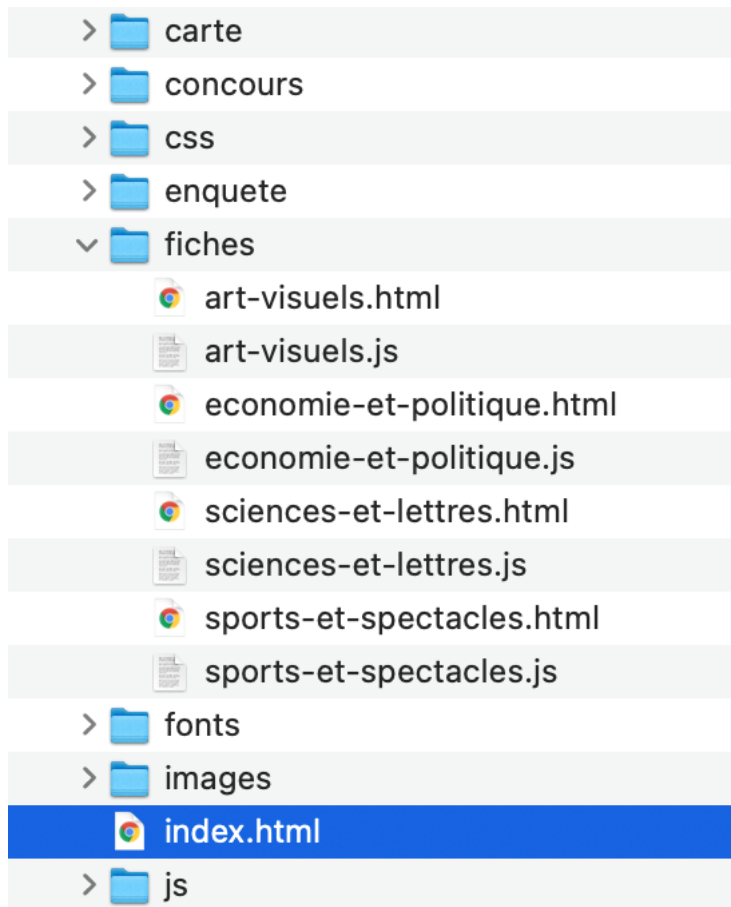 carte
concours
css
enquete
fiches
art-visuels.html
art-visuels.js
economie-et-politique.html
economie-et-politique.js
sciences-et-lettres.html
sciences-et-lettres.js
sports-et-spectacles.html
sports-et-spectacles.js
fonts
images
index.html
js